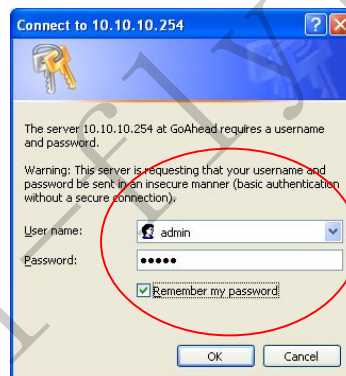 Connect to 10.10.10.254
The server 10.10.10.254 at GoAhead requires a username
and password.
Warning: This server is requesting that your username and
password be sent in an insecure manner (basic authentication
without a secure connection).
User name:
admin
Password:
•••••
Remember my password
OK
Cancel